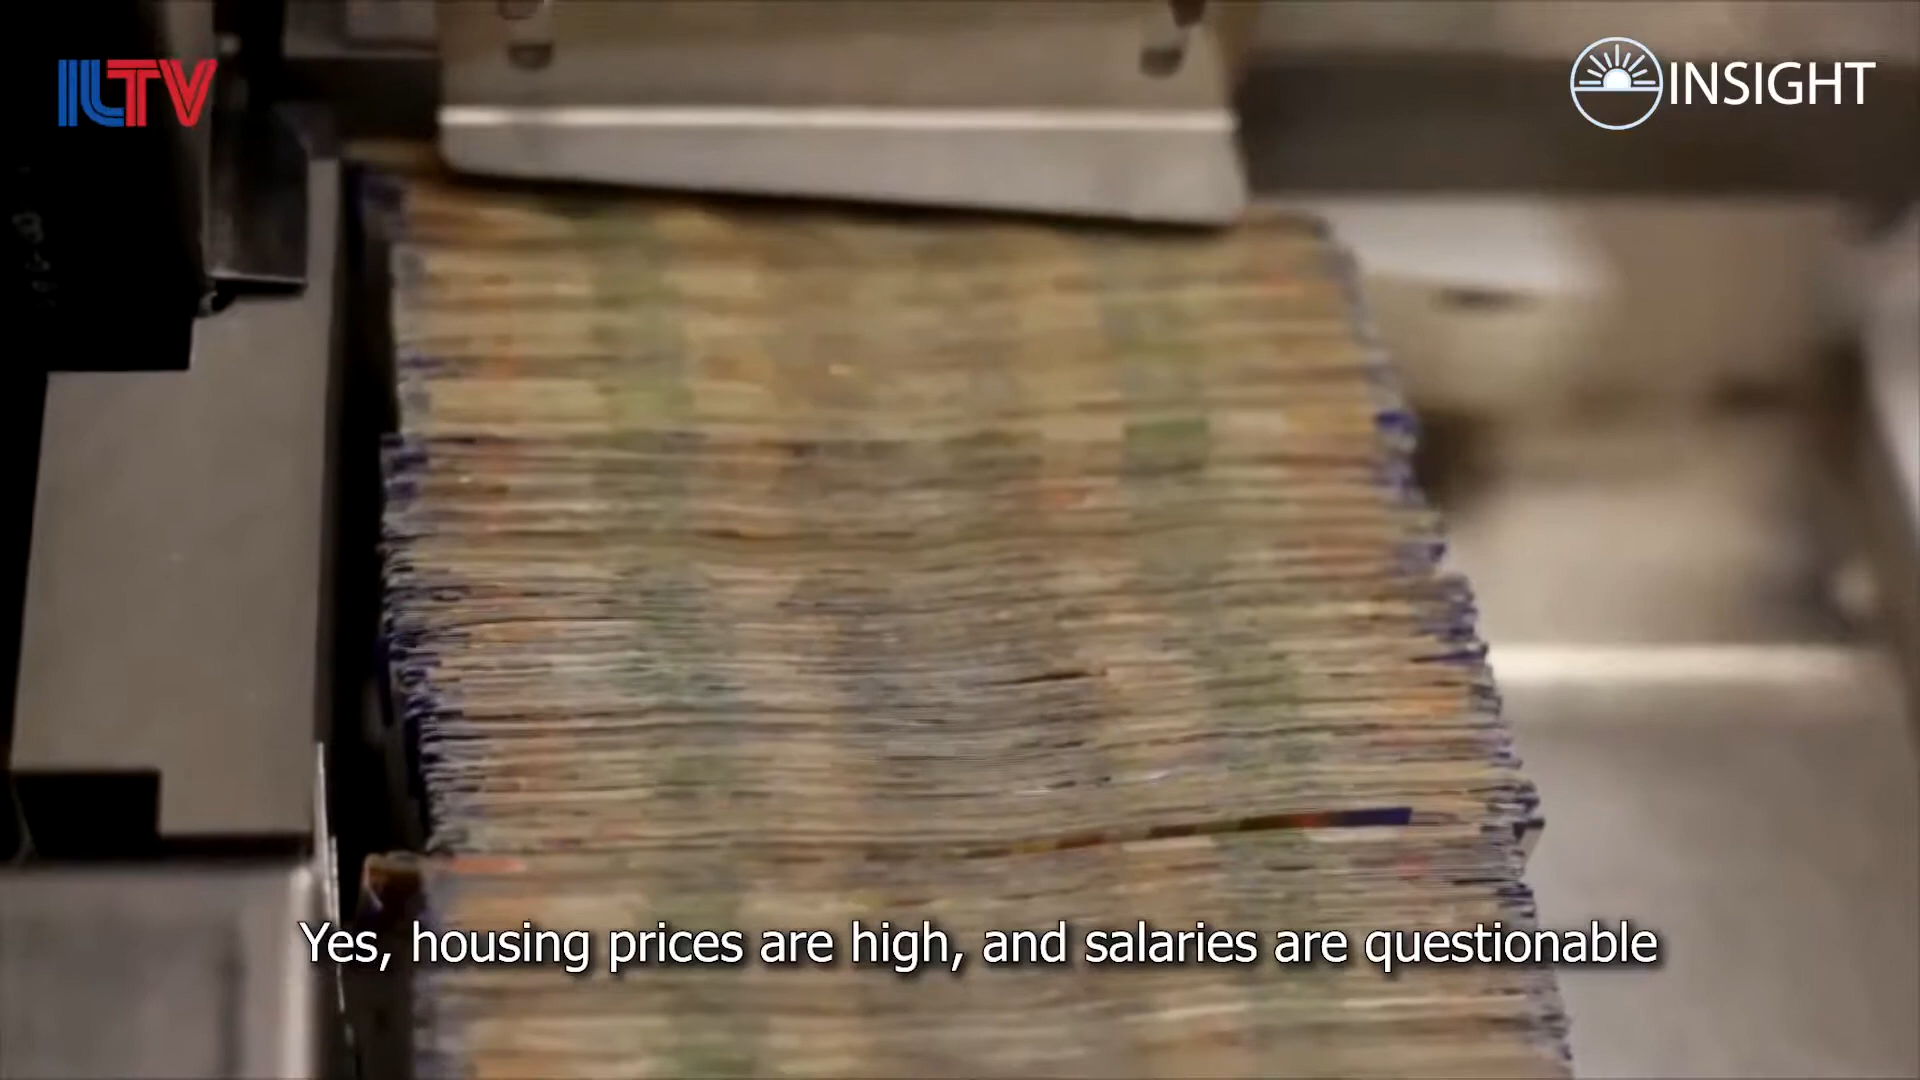 ILTV
INSIGHT
Yes, housing prices are high, and salaries are questionable